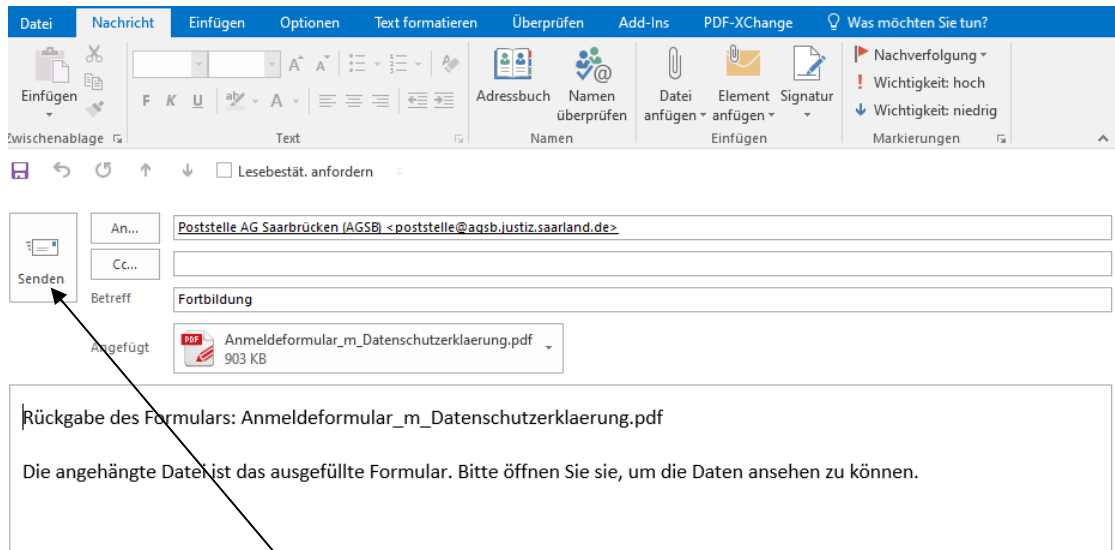 Datei Nachricht Einfügen Optionen Text formatieren Überprüfen Add-Ins PDF-XChange Was möchten Sie tun?
Einfügen
F K U aby A
A A
Adressbuch
Namen überprüfen
Datei anfügen
Element anfügen
Signatur
Nachverfolgung
Wichtigkeit: hoch
Wichtigkeit: niedrig
Zwischenablage Text Namen Einfügen Markierungen
Lesebestät. anfordern
Senden
An... Poststelle AG Saarbrücken (AGSB) <poststelle@agsb.justiz.saarland.de>
Cc...
Betreff Fortbildung
Angefügt PDF Anmeldeformular_m_Datenschutzerklaerung.pdf
903 KB
Rückgabe des Formulars: Anmeldeformular_m_Datenschutzerklaerung.pdf
Die angehängte Datei ist das ausgefüllte Formular. Bitte öffnen Sie sie, um die Daten ansehen zu können.